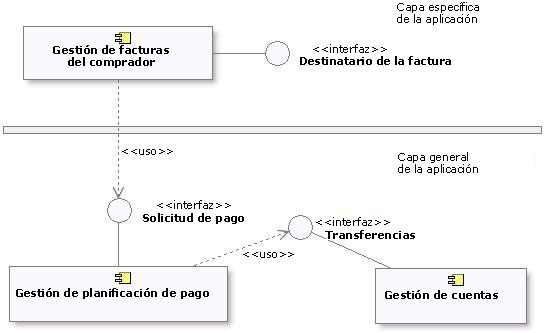 Capa específica
de la aplicación
Gestión de facturas
del comprador
<<interfaz>>
Destinatario de la factura
<<uso>>
Capa general
de la aplicación
<<interfaz>>
Solicitud de pago
<<interfaz>>
Transferencias
<<uso>>
Gestión de planificación de pago
Gestión de cuentas